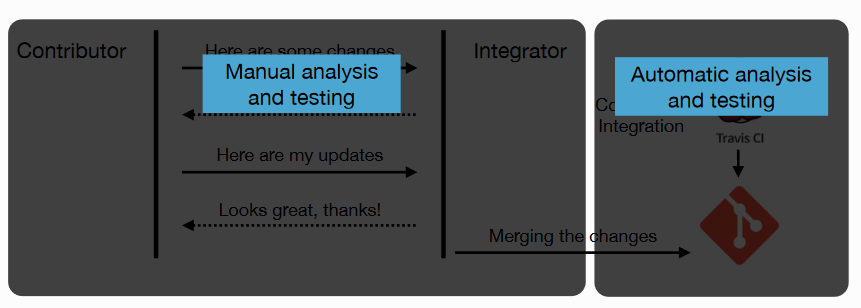 Contributor
Here are some changes
Integrator
Manual analysis
and testing
Automatic analysis
and testing
Integration
Travis CI
Here are my updates
Looks great, thanks!
Merging the changes